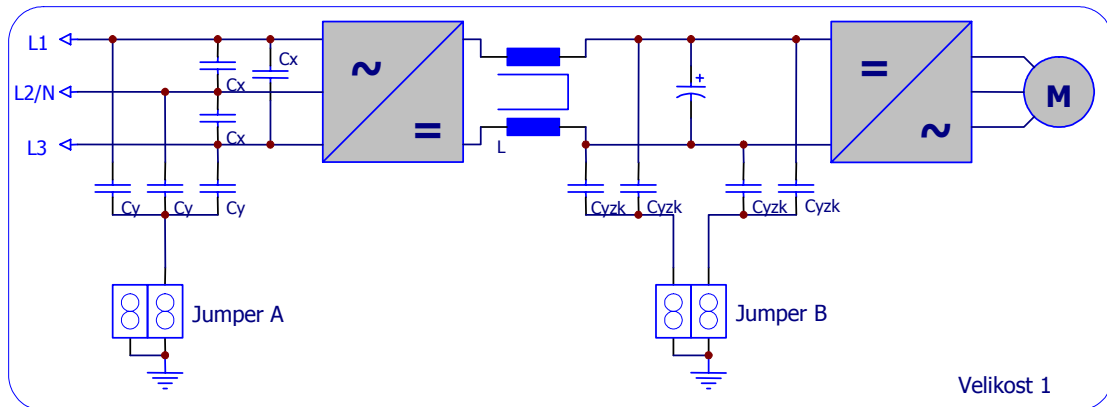 L1
L2/N
L3
Cx
Cx
Cx
~
=
L
+
=
~
M
Cy
Cy
Cy
Cyzk
Cyzk
Cyzk
Cyzk
Jumper A
Jumper B
Velikost 1